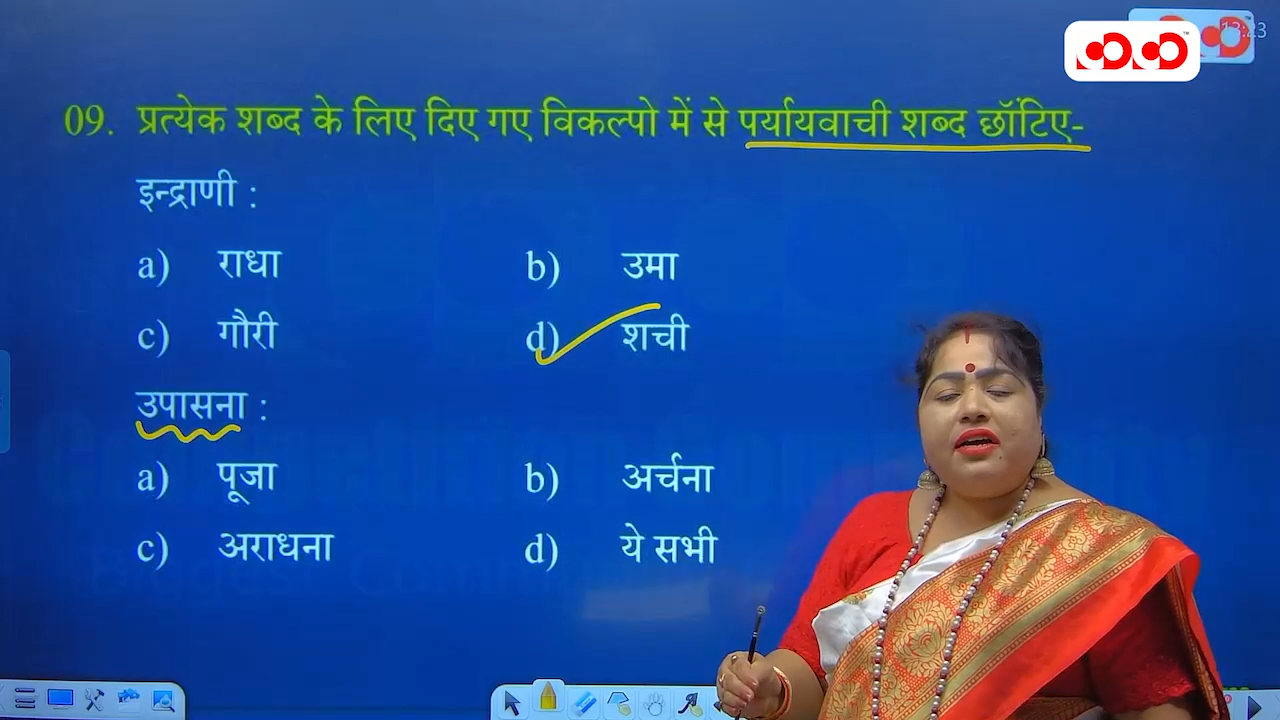 09. प्रत्येक शब्द के लिए दिए गए विकल्पो में से पर्यायवाची शब्द छाॅंटिए-
इन्द्राणी :
a) राधा b) उमा
c) गौरी d) शची
उपासना :
a) पूजा b) अर्चना
c) अराधना d) ये सभी